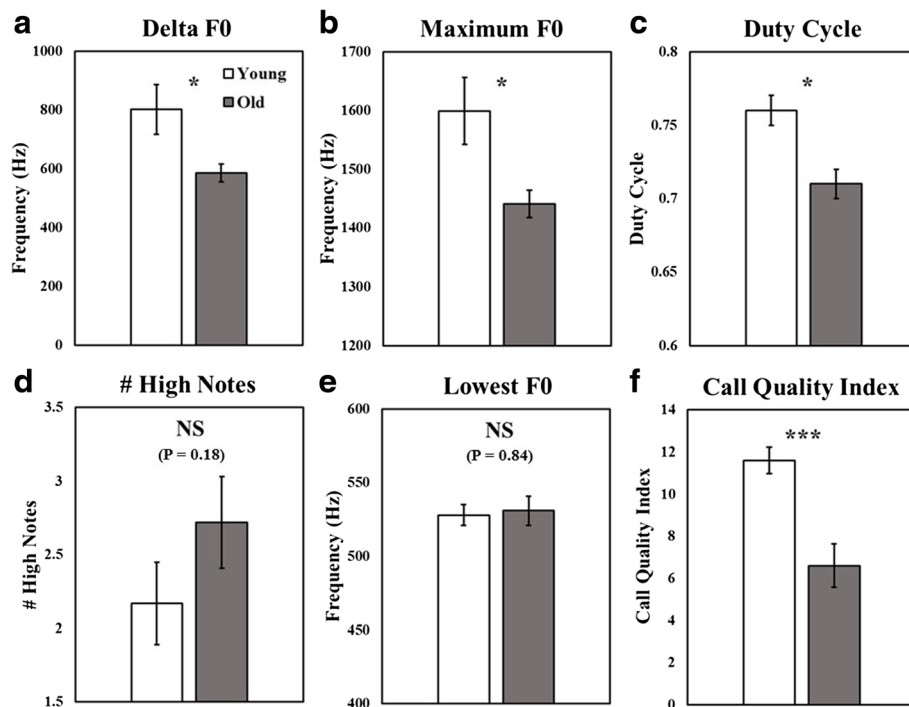 a Delta F0
1000
800
600
400
200
0
Frequency (Hz)
*
Young
Old
b Maximum F0
1700
1600
1500
1400
1300
1200
Frequency (Hz)
*
c Duty Cycle
0.8
0.75
0.7
0.65
0.6
Duty Cycle
*
d # High Notes
3.5
3
2.5
2
1.5
# High Notes
NS
(P = 0.18)
e Lowest F0
600
550
500
450
400
Frequency (Hz)
NS
(P = 0.84)
f Call Quality Index
14
12
10
8
6
4
2
0
Call Quality Index
***